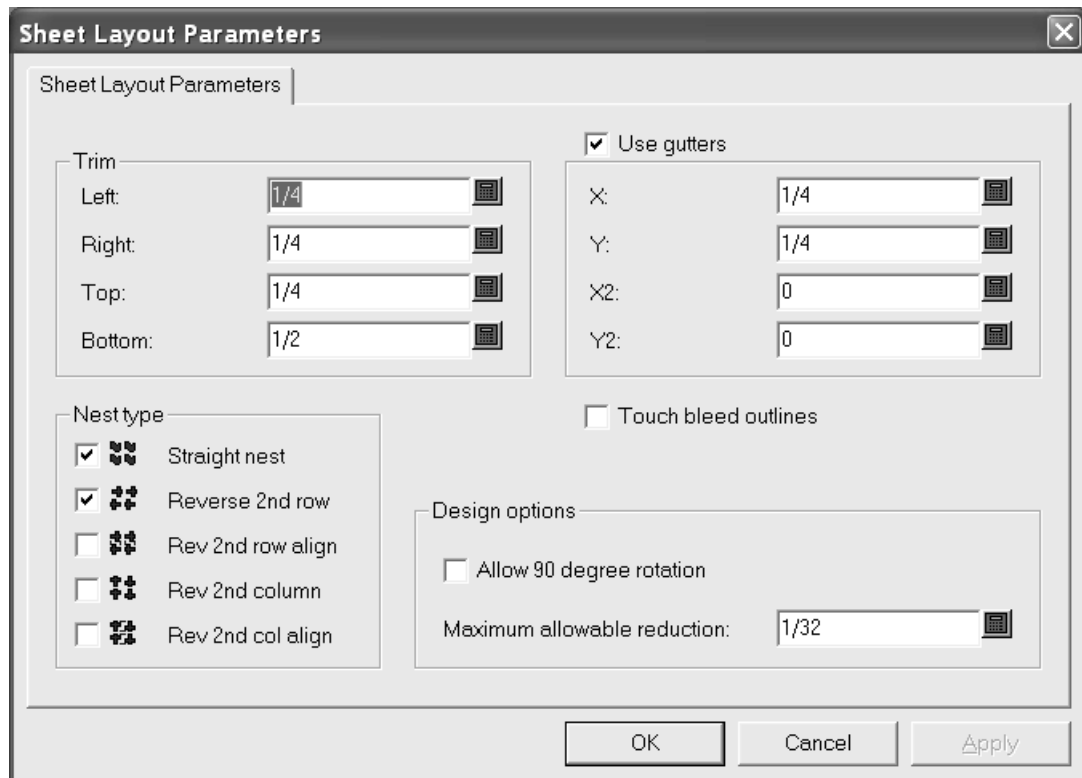 Sheet Layout Parameters
Sheet Layout Parameters
Trim
Left: 1/4
Right: 1/4
Top: 1/4
Bottom: 1/2
Use gutters
X: 1/4
Y: 1/4
X2: 0
Y2: 0
Nest type
Straight nest
Reverse 2nd row
Rev 2nd row align
Rev 2nd column
Rev 2nd col align
Touch bleed outlines
Design options
Allow 90 degree rotation
Maximum allowable reduction: 1/32
OK Cancel Apply